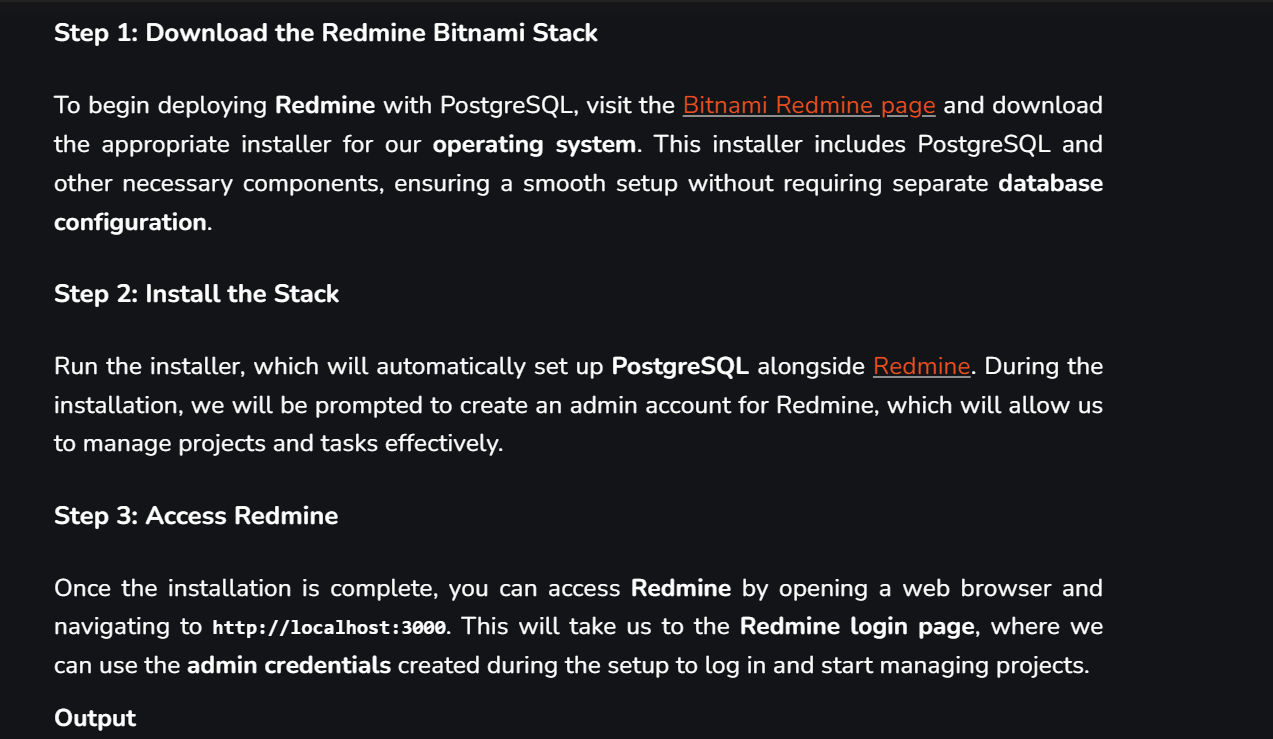 Step 1: Download the Redmine Bitnami Stack
To begin deploying Redmine with PostgreSQL, visit the Bitnami Redmine page and download
the appropriate installer for our operating system. This installer includes PostgreSQL and
other necessary components, ensuring a smooth setup without requiring separate database
configuration.
Step 2: Install the Stack
Run the installer, which will automatically set up PostgreSQL alongside Redmine. During the
installation, we will be prompted to create an admin account for Redmine, which will allow us
to manage projects and tasks effectively.
Step 3: Access Redmine
Once the installation is complete, you can access Redmine by opening a web browser and
navigating to http://localhost:3000. This will take us to the Redmine login page, where we
can use the admin credentials created during the setup to log in and start managing projects.
Output